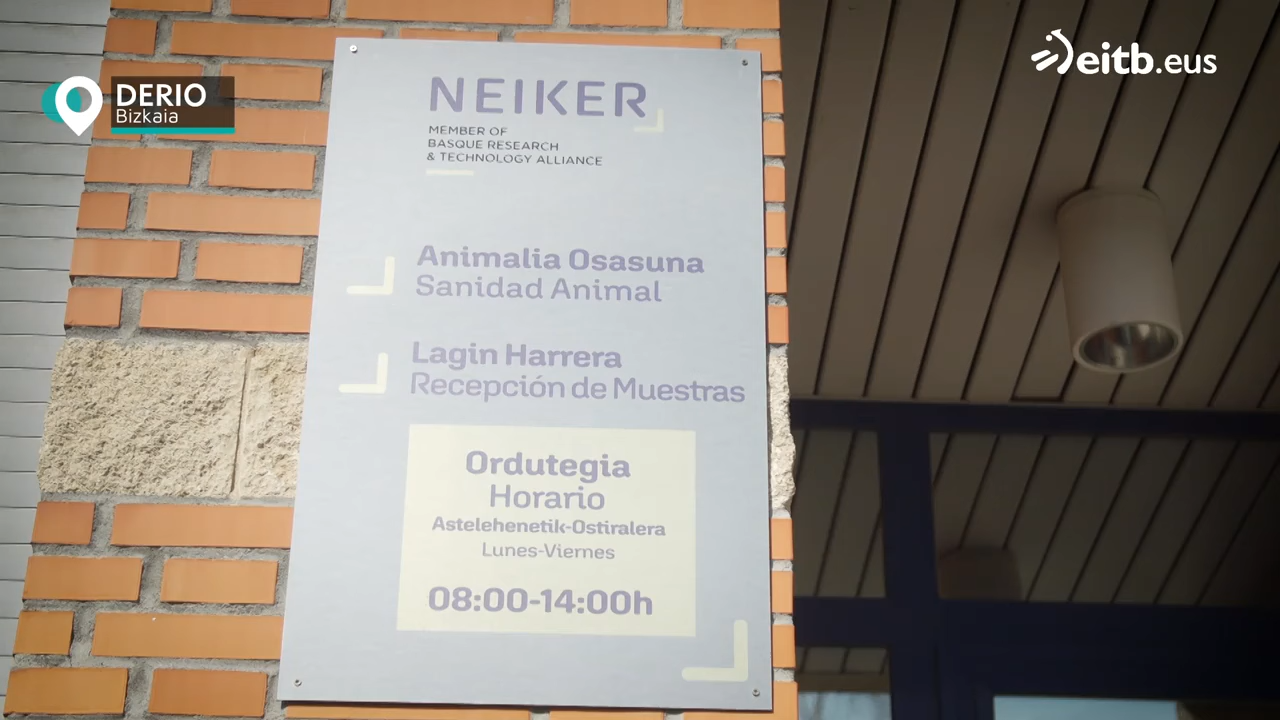 eitb.eus
DERIO
Bizkaia
NEIKER
MEMBER OF
BASQUE RESEARCH
& TECHNOLOGY ALLIANCE
Animalia Osasuna
Sanidad Animal
Lagin Harrera
Recepción de Muestras
Ordutegia
Horario
Astelehenetik-Ostiralera
Lunes-Viernes
08:00-14:00h